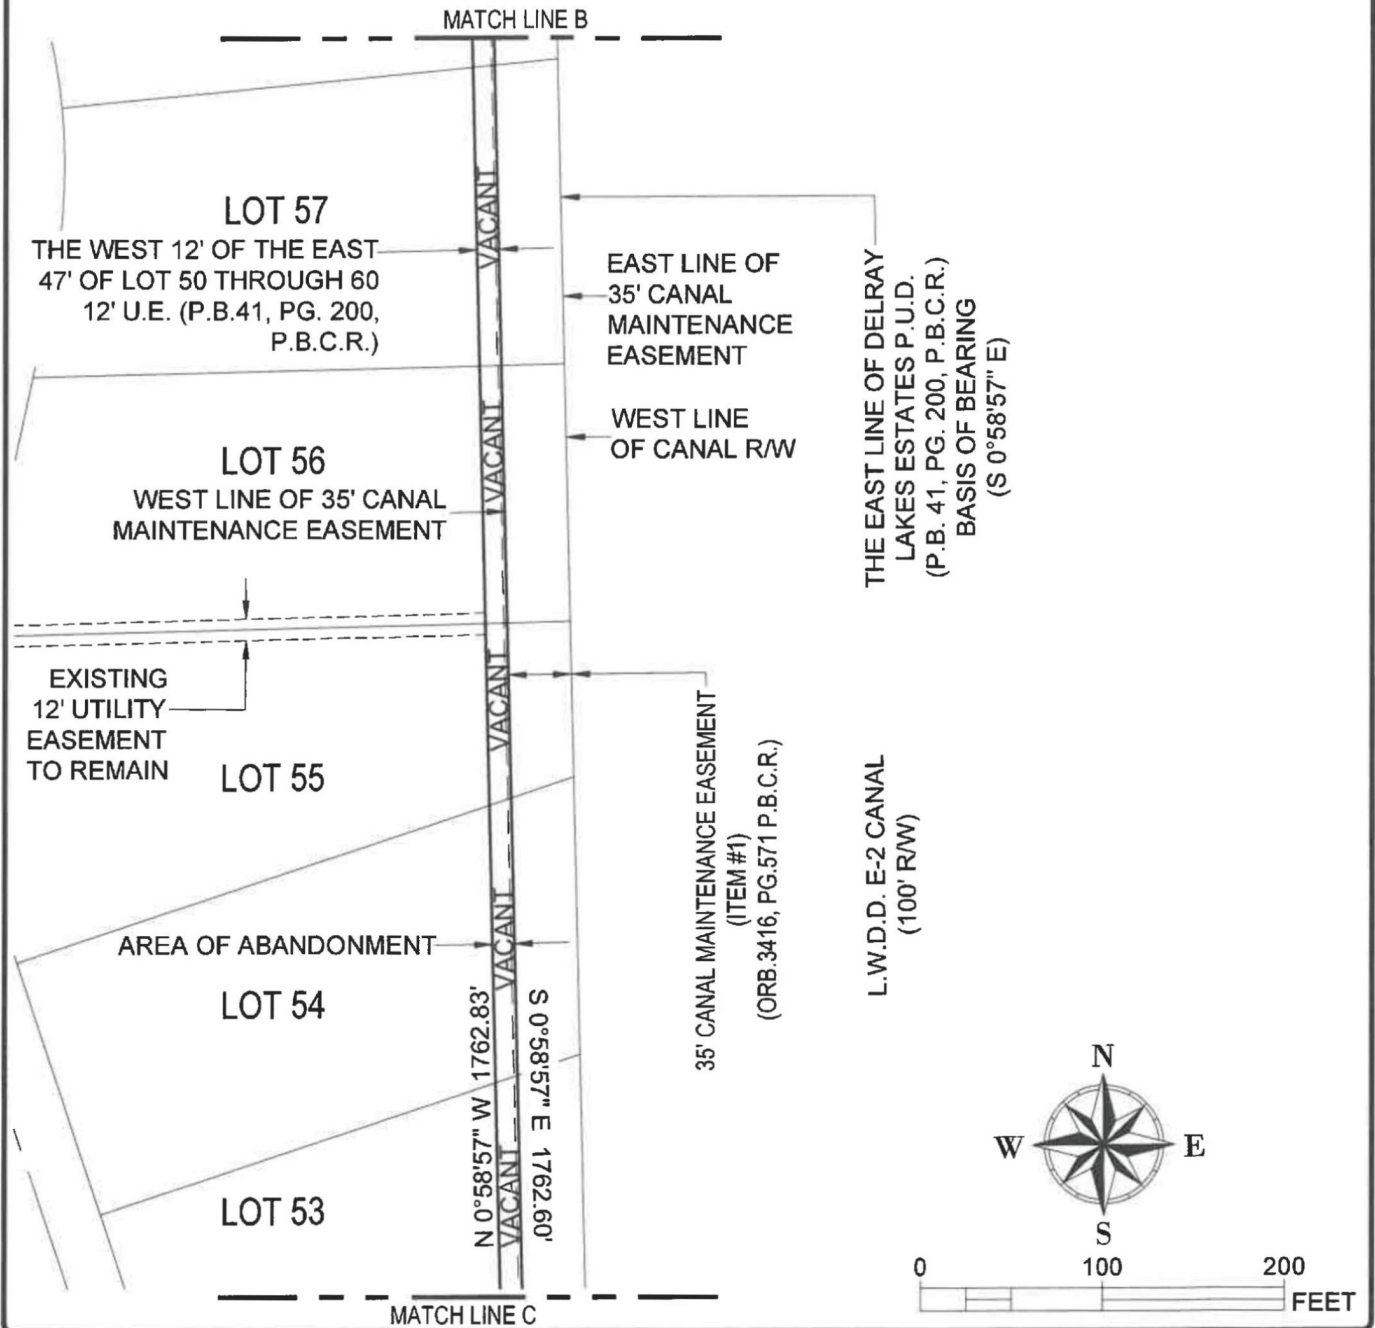 MATCH LINE B
VACANT
LOT 57
THE WEST 12' OF THE EAST
47' OF LOT 50 THROUGH 60
12' U.E. (P.B.41, PG. 200,
P.B.C.R.)
EAST LINE OF
35' CANAL
MAINTENANCE
EASEMENT
THE EAST LINE OF DELRAY
LAKES ESTATES P.U.D.
(P.B. 41, PG. 200, P.B.C.R.)
BASIS OF BEARING
(S 0°58'57" E)
VACANT
WEST LINE
OF CANAL R/W
LOT 56
WEST LINE OF 35' CANAL
MAINTENANCE EASEMENT
EXISTING
12' UTILITY
EASEMENT
TO REMAIN
VACANT
LOT 55
35' CANAL MAINTENANCE EASEMENT
(ITEM #1)
(ORB.3416, PG.571 P.B.C.R.)
L.W.D.D. E-2 CANAL
(100' R/W)
VACANT
AREA OF ABANDONMENT
LOT 54
N 0°58'57" W 1762.83'
S 0°58'57" E 1762.60'
VACANT
LOT 53
N
W
E
S
0
100
200
FEET
MATCH LINE C